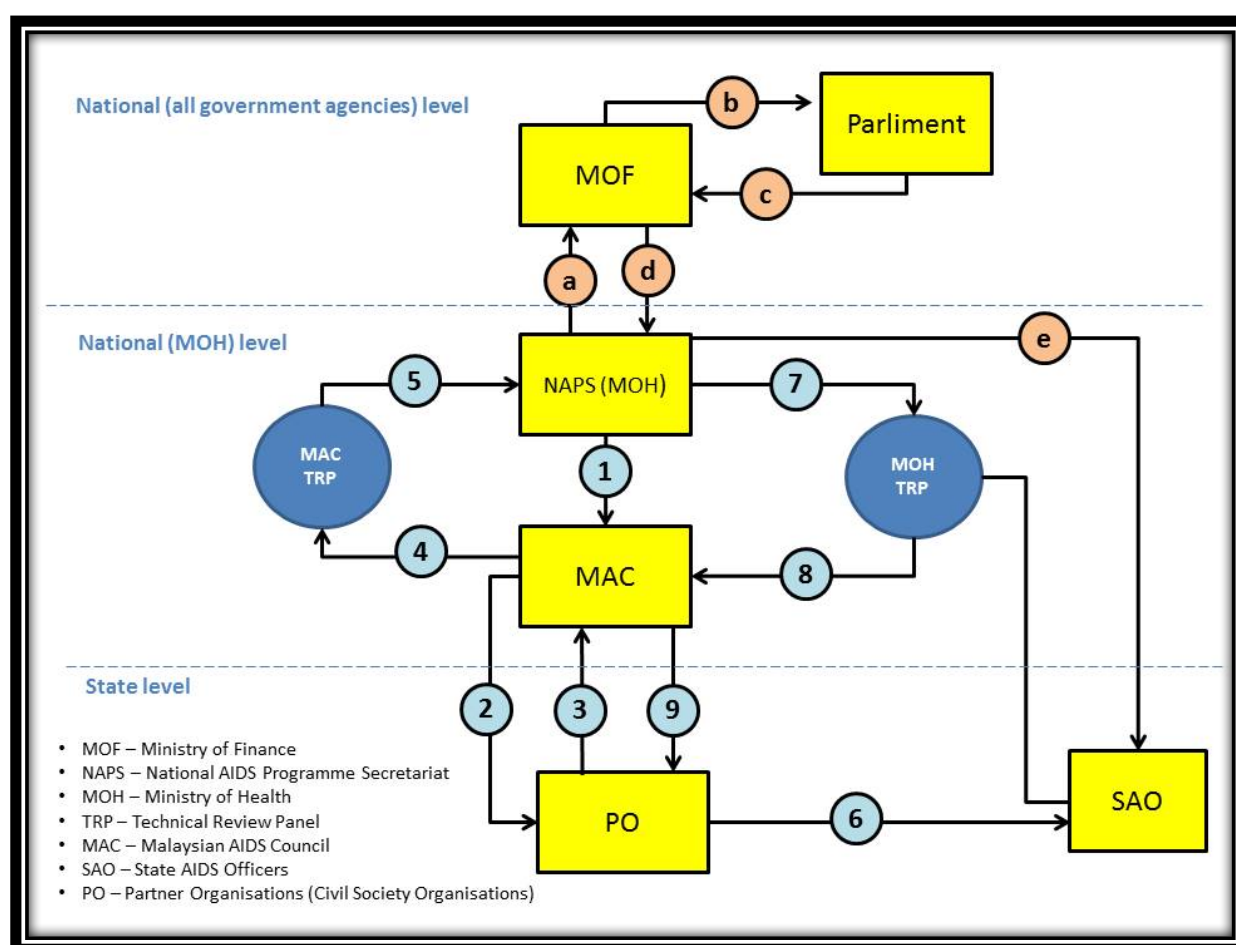 National (all government agencies) level
b
Parliment
MOF
c
a
d
National (MOH) level
e
5
NAPS (MOH)
7
MAC
TRP
1
MOH
TRP
4
MAC
8
State level
2
3
9
• MOF – Ministry of Finance
• NAPS – National AIDS Programme Secretariat
• MOH – Ministry of Health
• TRP – Technical Review Panel
• MAC – Malaysian AIDS Council
• SAO – State AIDS Officers
• PO – Partner Organisations (Civil Society Organisations)
PO
6
SAO